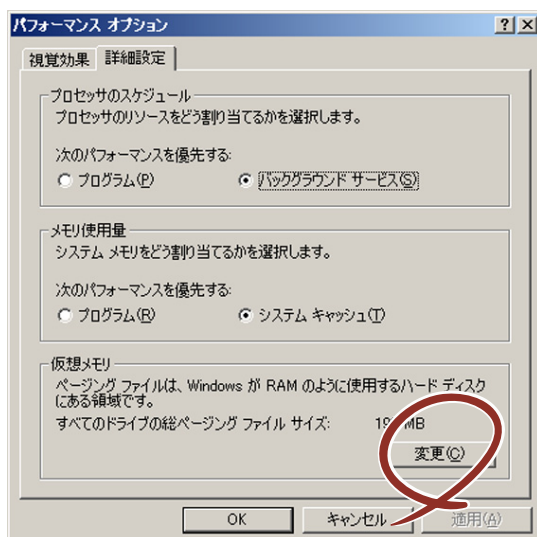 パフォーマンス オプション
視覚効果 詳細設定
プロセッサのスケジュール
プロセッサのリソースをどう割り当てるかを選択します。
次のパフォーマンスを優先する:
プログラム(P) バックグラウンド サービス(S)
メモリ使用量
システム メモリをどう割り当てるかを選択します。
次のパフォーマンスを優先する:
プログラム(R) システム キャッシュ(T)
仮想メモリ
ページング ファイルは、Windows が RAM のように使用するハード ディスク
にある領域です。
すべてのドライブの総ページング ファイル サイズ: MB
変更(C)
OK キャンセル 適用(A)